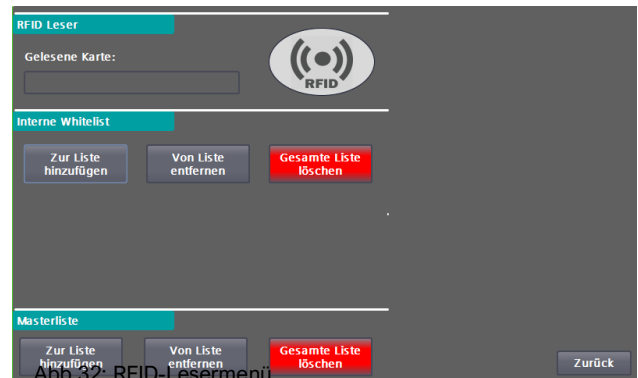 RFID Leser
Gelesene Karte:
RFID
Interne Whitelist
Zur Liste
hinzufügen
Von Liste
entfernen
Gesamte Liste
löschen
Masterliste
Zur Liste
hinzufügen
Von Liste
entfernen
Gesamte Liste
löschen
Zurück
Abb 32: RFID-Lesermenü